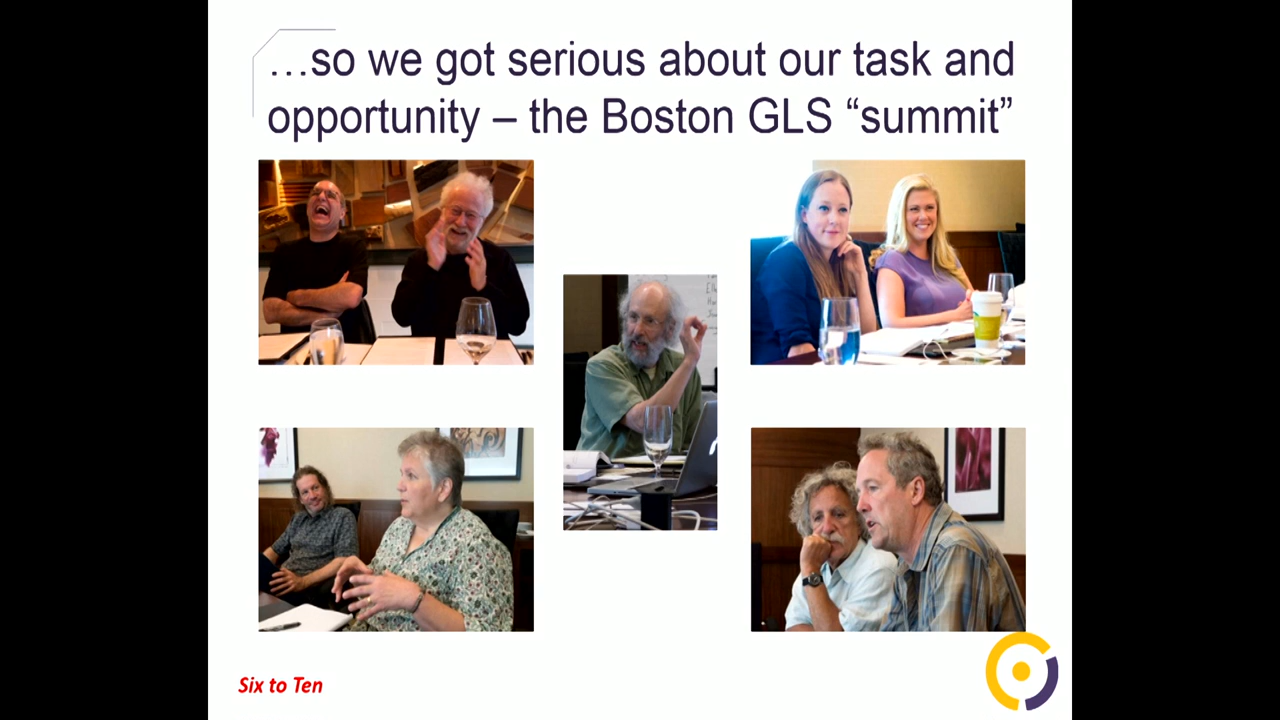 …so we got serious about our task and
opportunity – the Boston GLS “summit”
Six to Ten